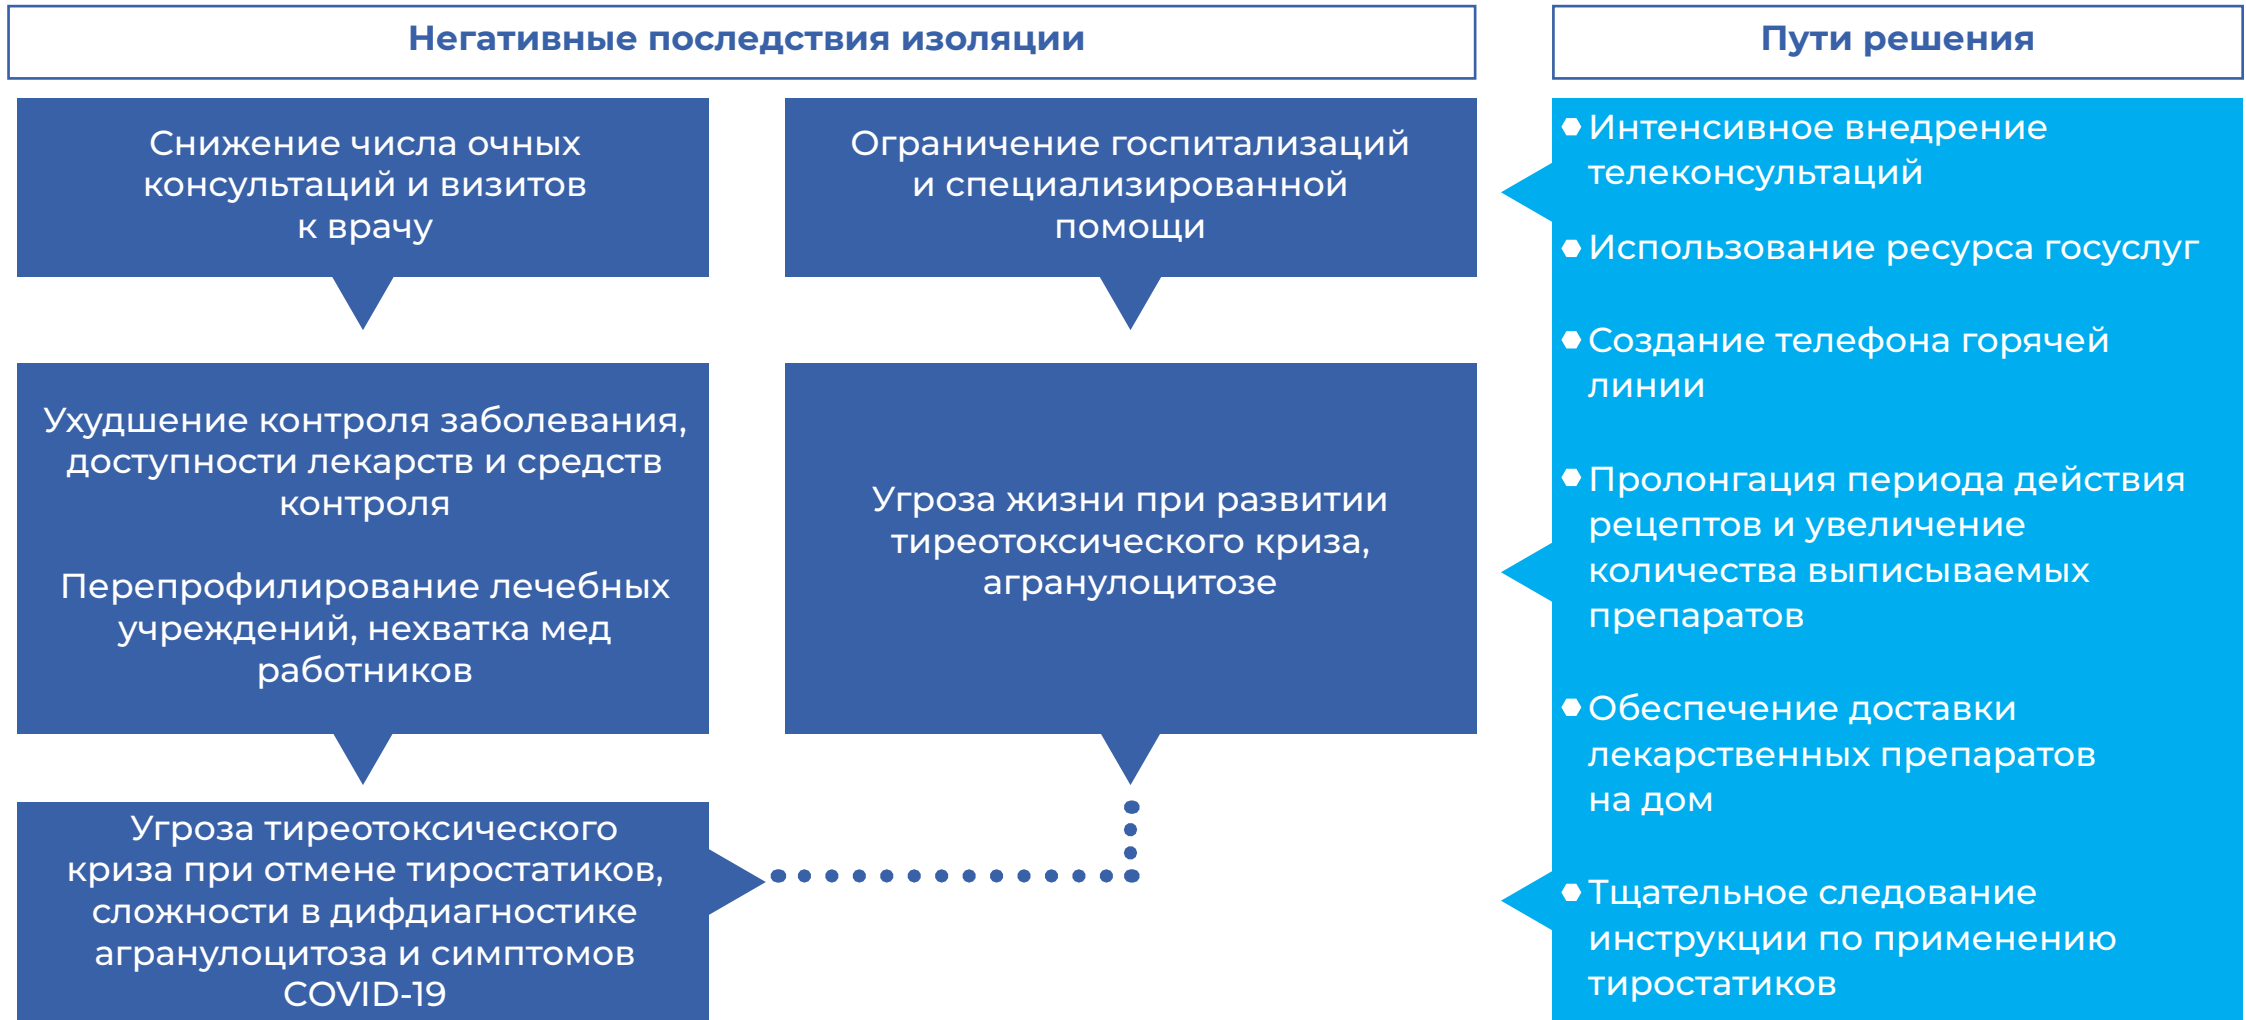 Негативные последствия изоляции
Пути решения
Снижение числа очных
консультаций и визитов
к врачу
Ухудшение контроля заболевания,
доступности лекарств и средств
контроля
Перепрофилирование лечебных
учреждений, нехватка мед
работников
Угроза тиреотоксического
криза при отмене тиростатиков,
сложности в дифдиагностике
агранулоцитоза и симптомов
COVID-19
Ограничение госпитализаций
и специализированной
помощи
Угроза жизни при развитии
тиреотоксического криза,
агранулоцитозе
Интенсивное внедрение
телеконсультаций
Использование ресурса госуслуг
Создание телефона горячей
линии
Пролонгация периода действия
рецептов и увеличение
количества выписываемых
препаратов
Обеспечение доставки
лекарственных препаратов
на дом
Тщательное следование
инструкции по применению
тиростатиков